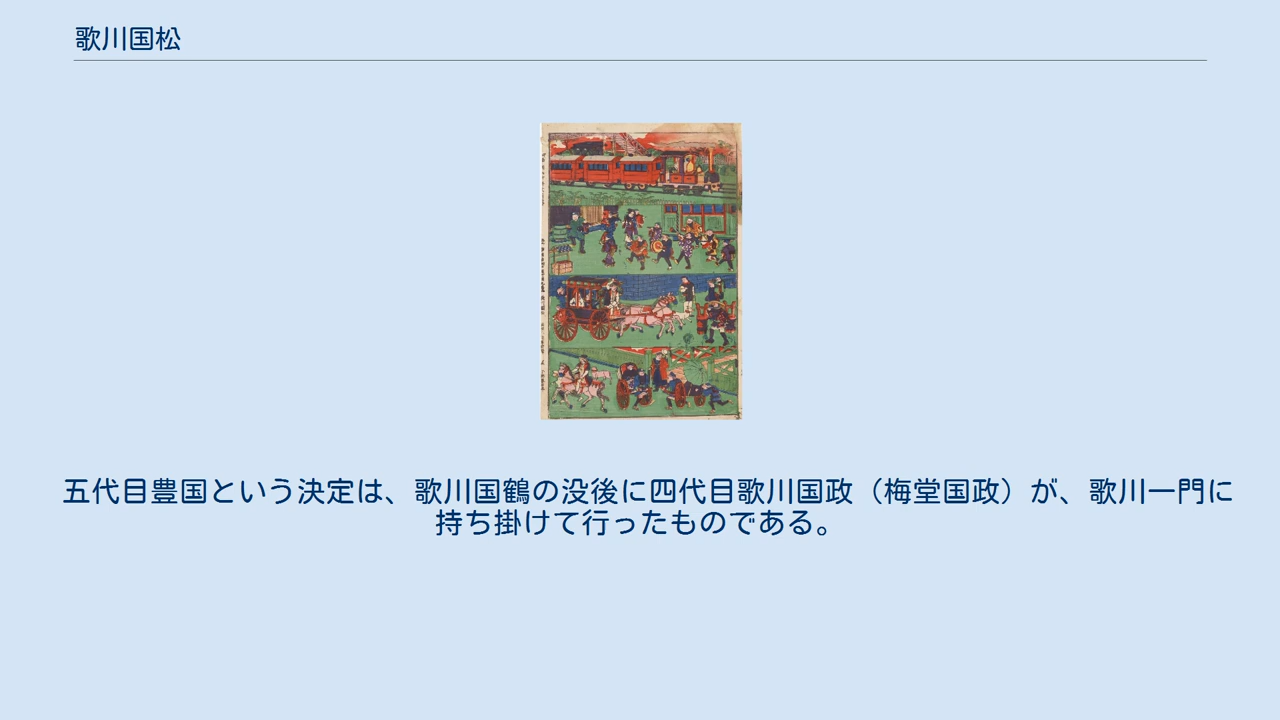 歌川国松
五代目豊国という決定は、歌川国鶴の没後に四代目歌川国政（梅堂国政）が、歌川一門に
持ち掛けて行ったものである。